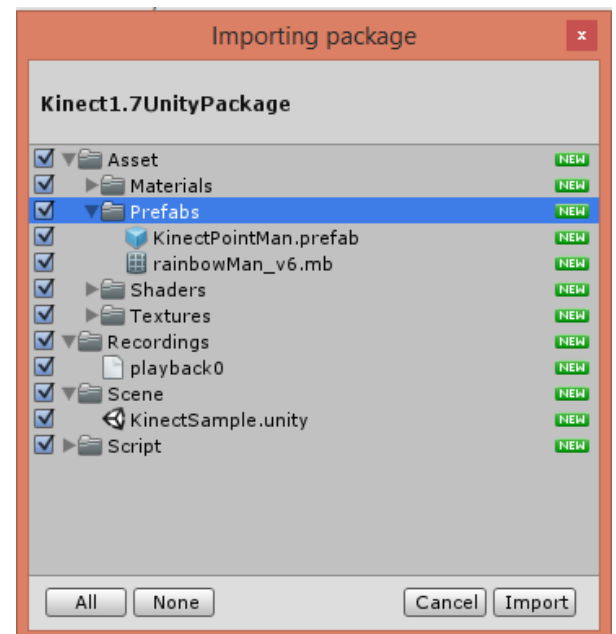 Importing package
x
Kinect1.7UnityPackage
Asset NEW
Materials NEW
Prefabs NEW
KinectPointMan.prefab NEW
rainbowMan_v6.mb NEW
Shaders NEW
Textures NEW
Recordings NEW
playback0 NEW
Scene NEW
KinectSample.unity NEW
Script NEW
All None Cancel Import